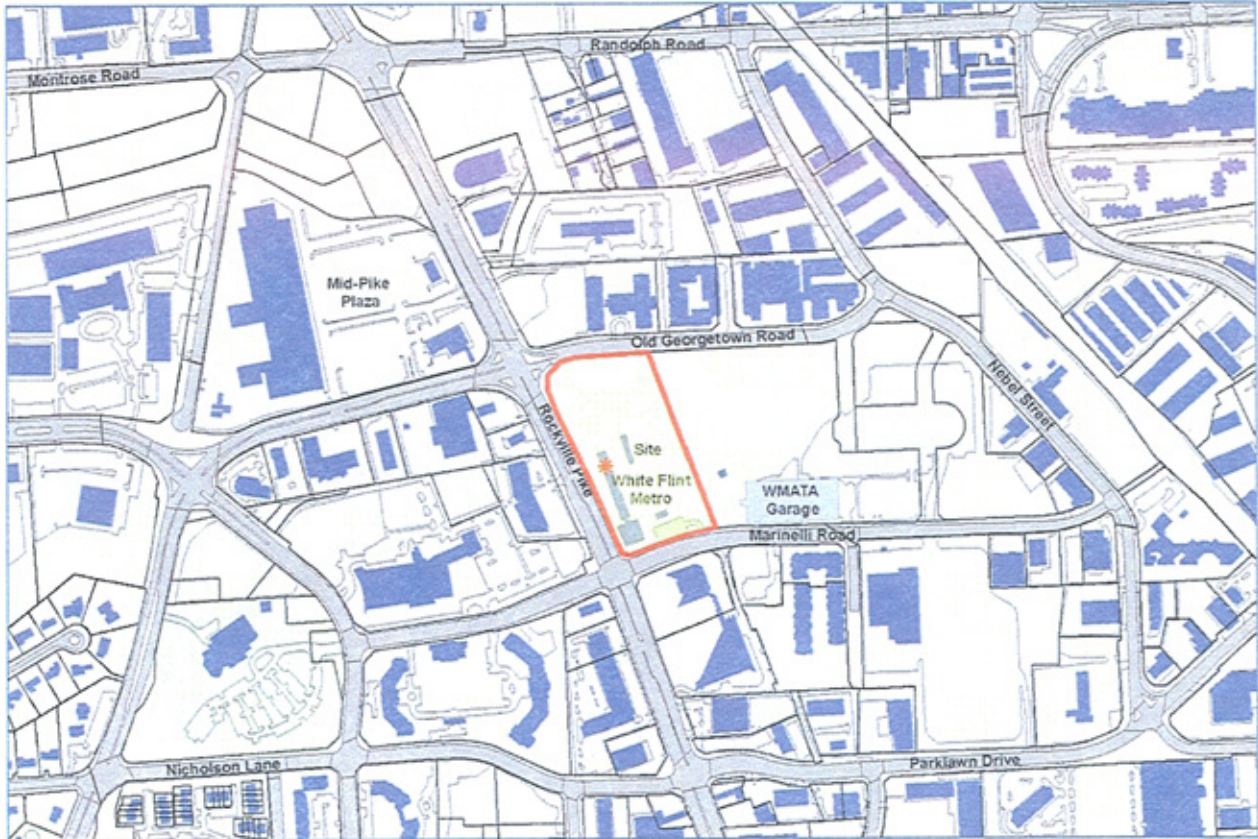 Randolph Road
Montrose Road
Mid-Pike
Plaza
Old Georgetown Road
Nebel Street
Rockville Pike
Site
White Flint
Metro
WMATA
Garage
Marinelli Road
Nicholson Lane
Parklawn Drive